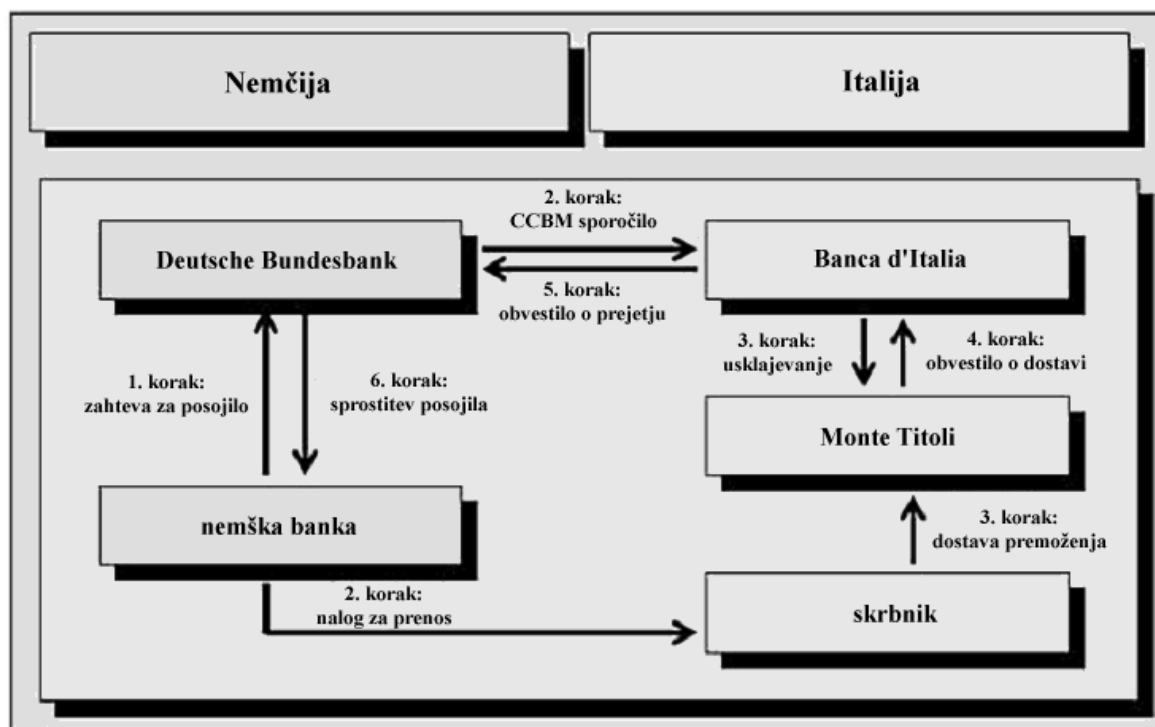 Nemčija
Italija
2. korak:
CCBM sporočilo
Deutsche Bundesbank
Banca d'Italia
5. korak:
obvestilo o prejetju
3. korak:
usklajevanje
4. korak:
obvestilo o dostavi
1. korak:
zahteva za posojilo
6. korak:
sprostitev posojila
Monte Titoli
nemška banka
3. korak:
dostava premoženja
2. korak:
nalog za prenos
skrbnik